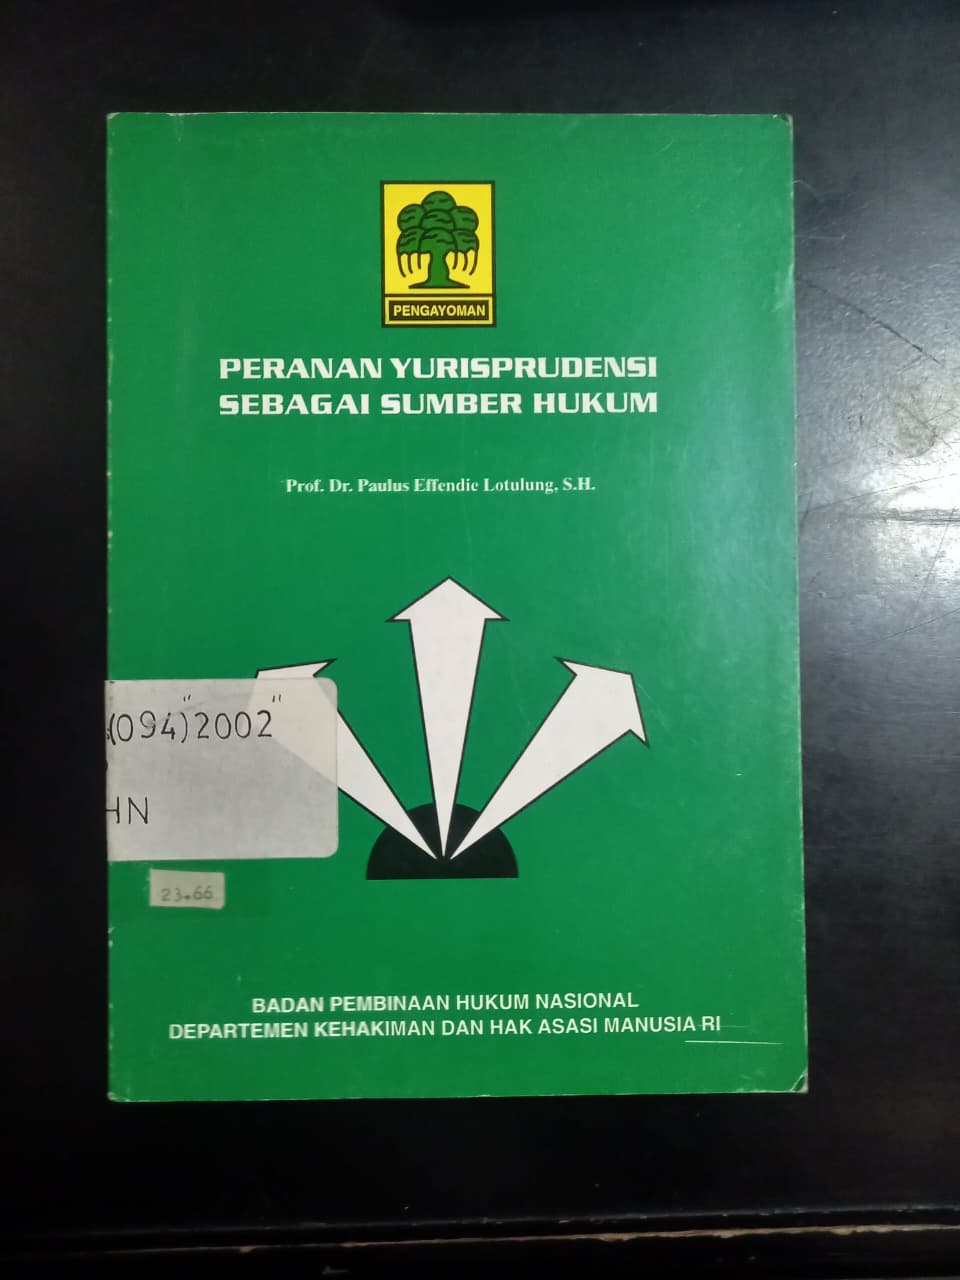 PENGAYOMAN
PERANAN YURISPRUDENSI
SEBAGAI SUMBER HUKUM
Prof. Dr. Paulus Effendie Lotulung, S.H.
(094)"2002"
HN
23.66
BADAN PEMBINAAN HUKUM NASIONAL
DEPARTEMEN KEHAKIMAN DAN HAK ASASI MANUSIA RI